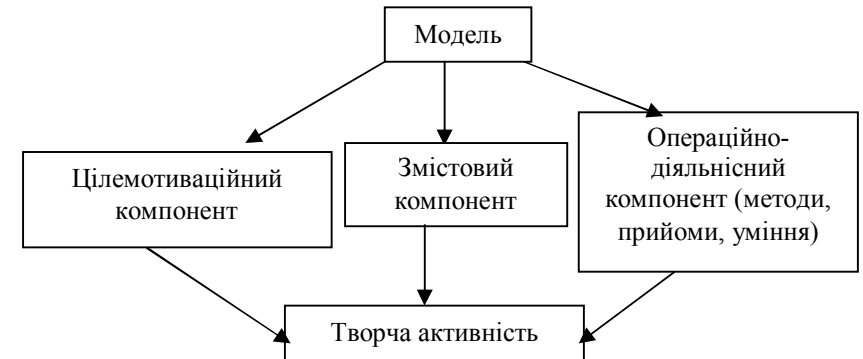 Модель
Цілемотиваційний
компонент
Змістовий
компонент
Операційно-
діяльнісний
компонент (методи,
прийоми, уміння)
Творча активність